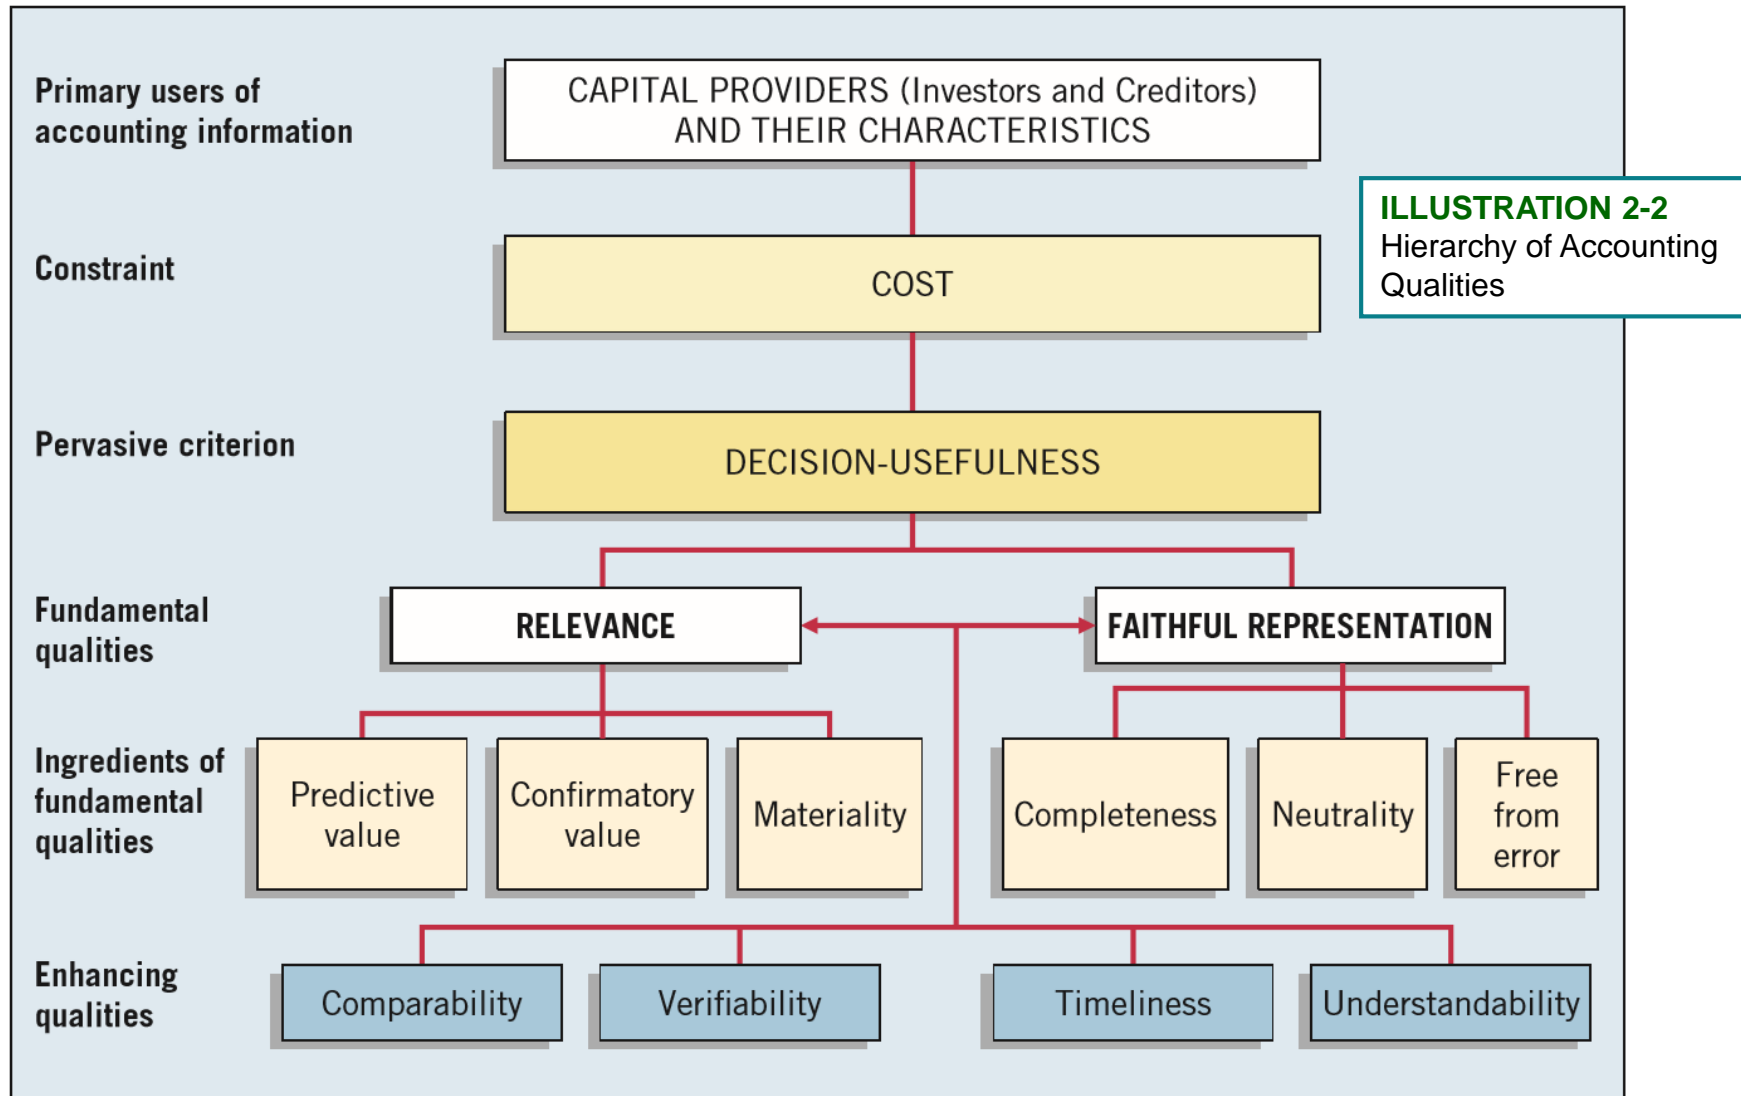 Primary users of
accounting information
CAPITAL PROVIDERS (Investors and Creditors)
AND THEIR CHARACTERISTICS
ILLUSTRATION 2-2
Hierarchy of Accounting
Qualities
Constraint
COST
Pervasive criterion
DECISION-USEFULNESS
Fundamental
qualities
RELEVANCE
FAITHFUL REPRESENTATION
Ingredients of
fundamental
qualities
Predictive
value
Confirmatory
value
Materiality
Completeness
Neutrality
Free
from
error
Enhancing
qualities
Comparability
Verifiability
Timeliness
Understandability